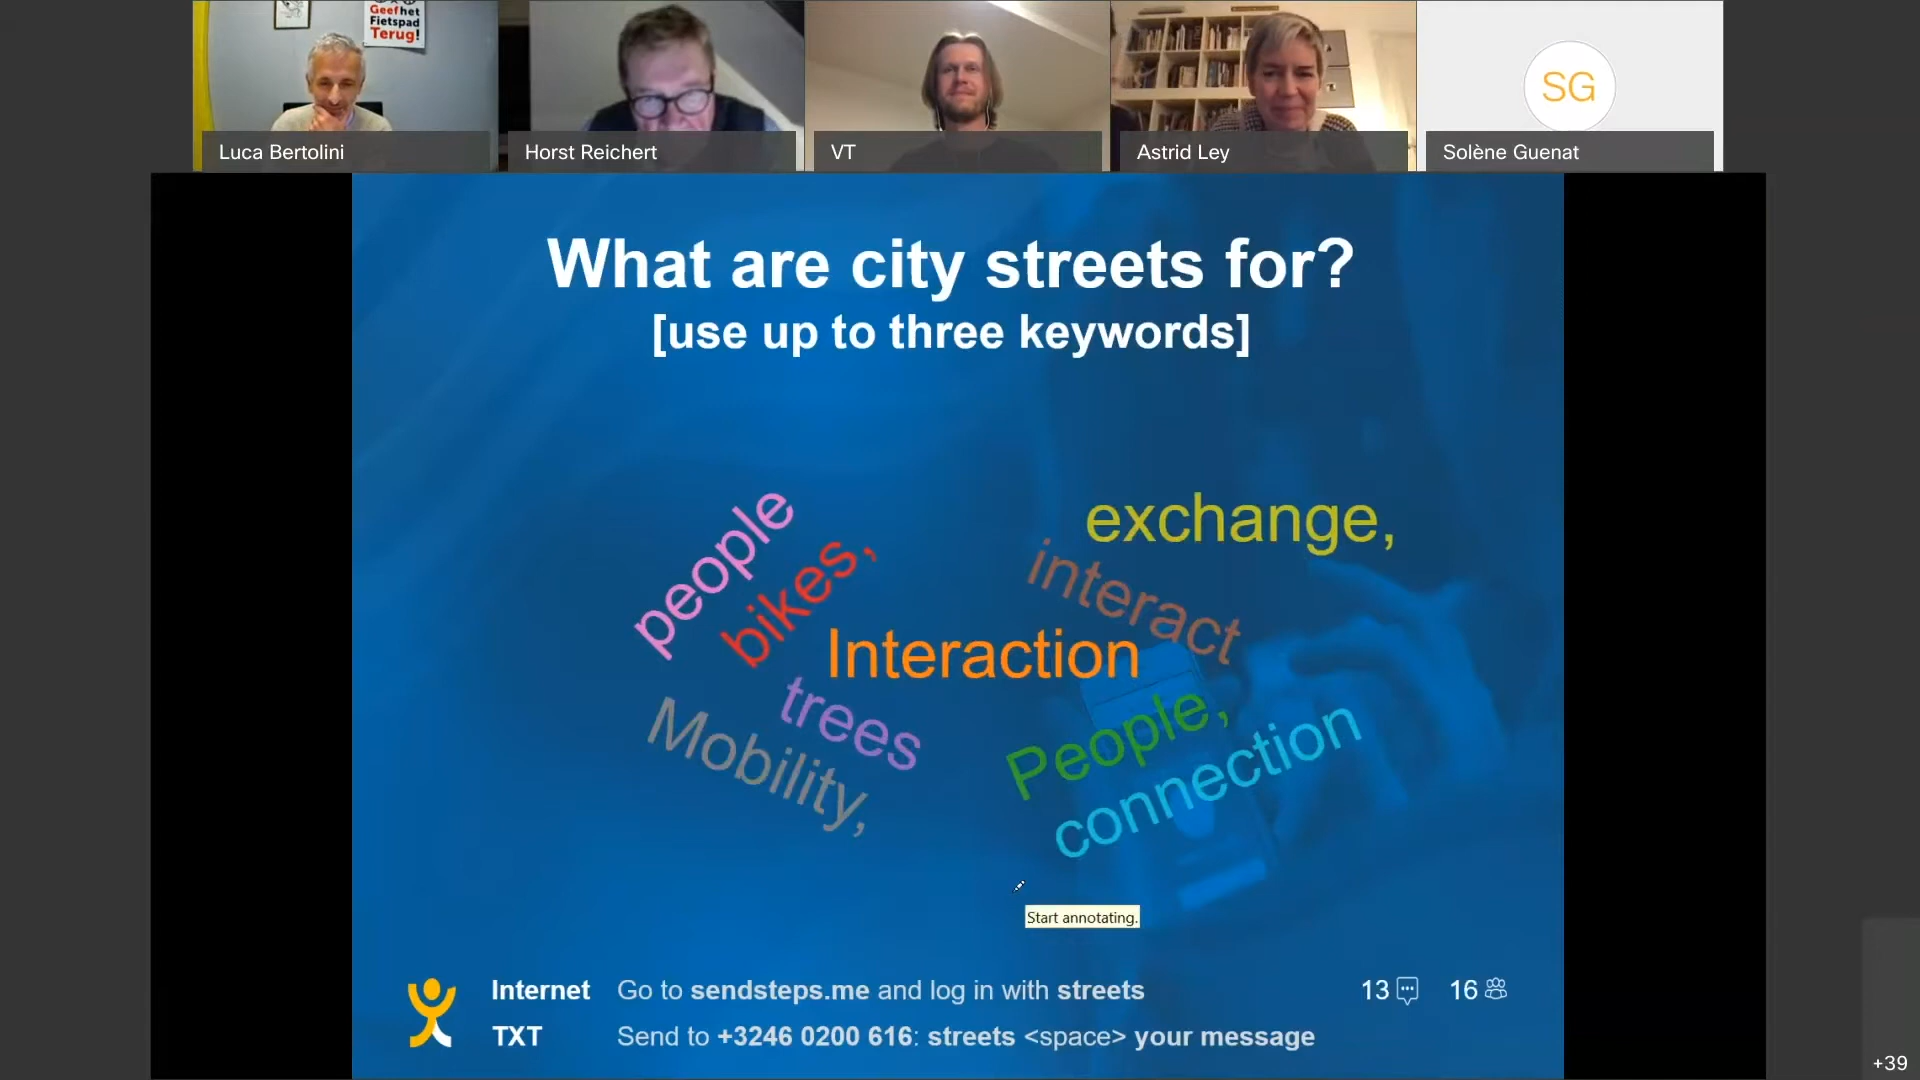 Geef het
Fietspad
Terug!
SG
Luca Bertolini
Horst Reichert
VT
Astrid Ley
Solène Guenat
What are city streets for?
[use up to three keywords]
people
bikes,
exchange,
interact
Interaction
trees
Mobility,
People,
connection
Start annotating.
Internet Go to sendsteps.me and log in with streets 13 16
TXT Send to +3246 0200 616: streets <space> your message
+39